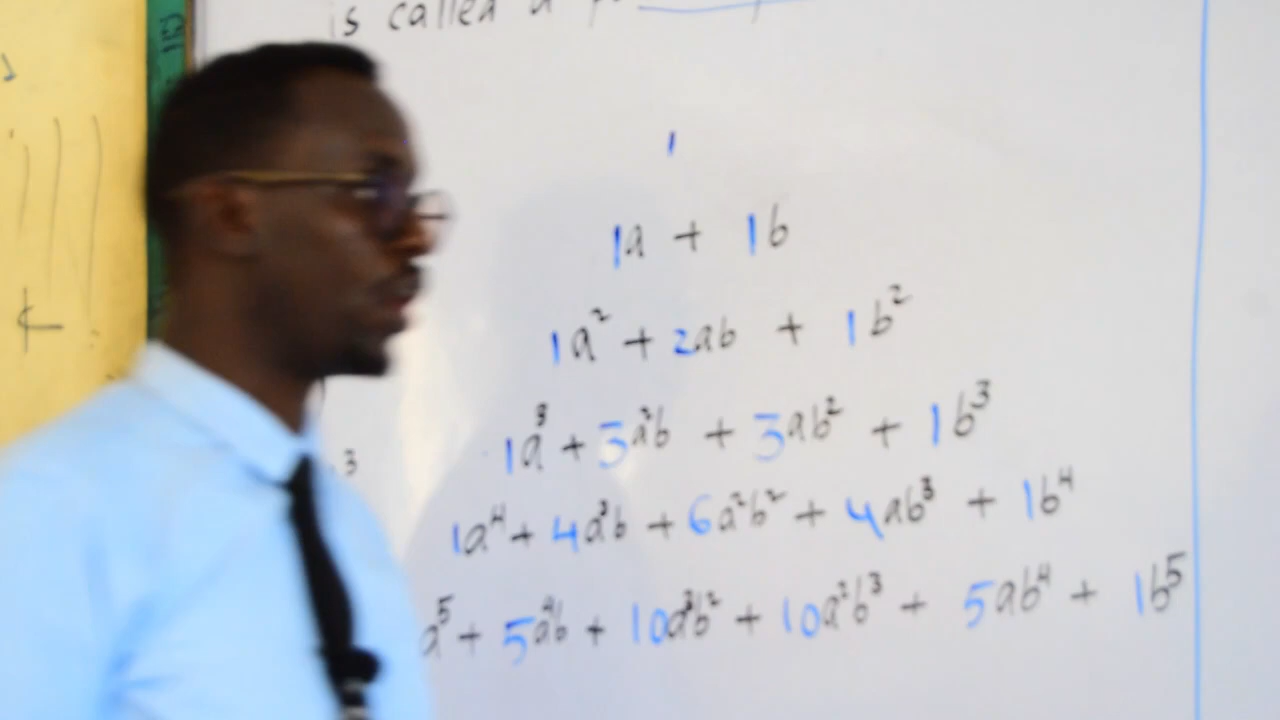 is called a
1
1a + 1b
1a² + 2ab + 1b²
1a³ + 3a²b + 3ab² + 1b³
3
1a⁴ + 4a³b + 6a²b² + 4ab³ + 1b⁴
a⁵ + 5a⁴b + 10a³b² + 10a²b³ + 5ab⁴ + 1b⁵